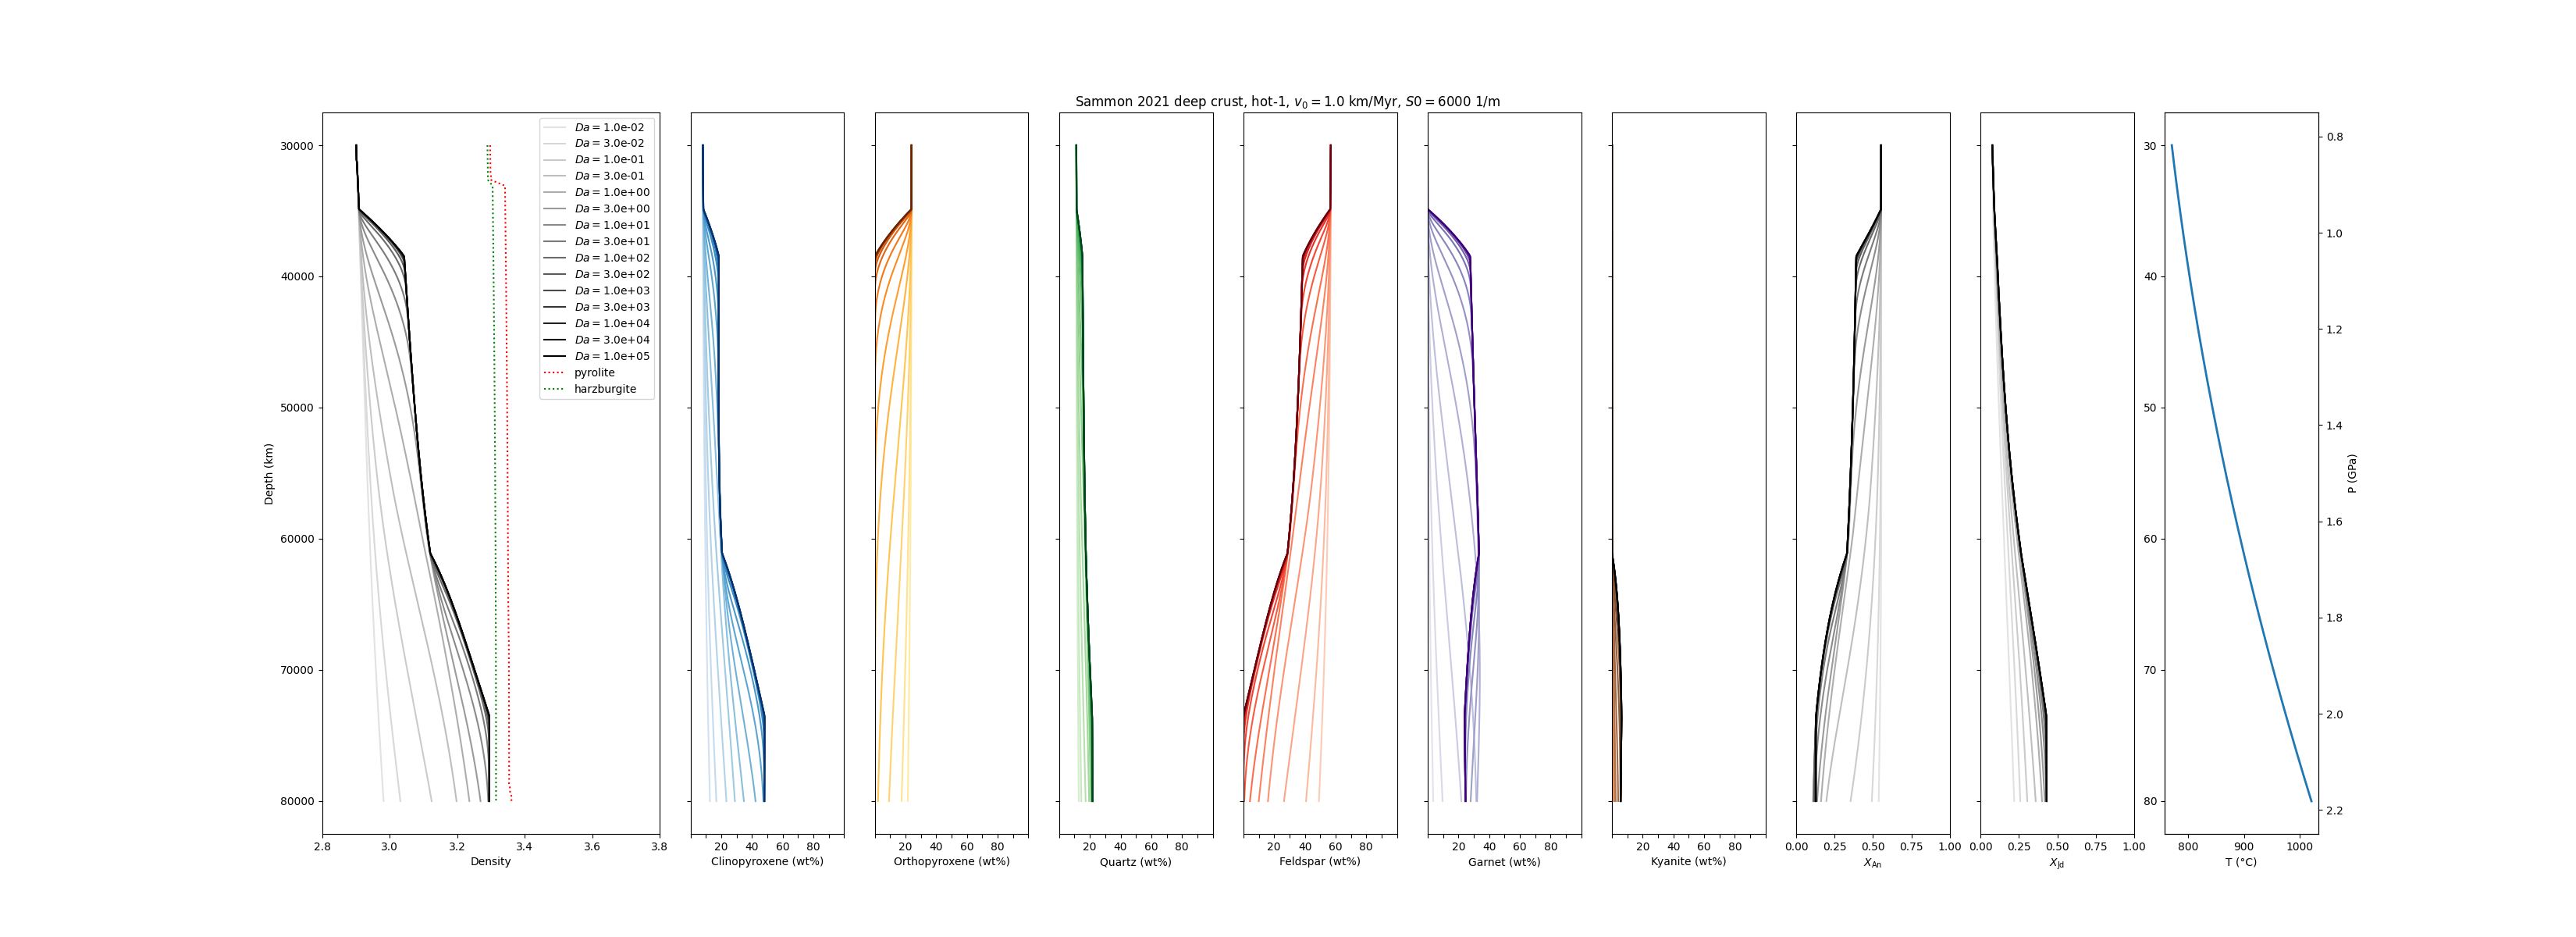 Sammon 2021 deep crust, hot-1, v0 = 1.0 km/Myr, S0 = 6000 1/m
Da = 1.0e-02
Da = 3.0e-02
Da = 1.0e-01
Da = 3.0e-01
Da = 1.0e+00
Da = 3.0e+00
Da = 1.0e+01
Da = 3.0e+01
Da = 1.0e+02
Da = 3.0e+02
Da = 1.0e+03
Da = 3.0e+03
Da = 1.0e+04
Da = 3.0e+04
Da = 1.0e+05
pyrolite
harzburgite
30000
40000
50000
60000
70000
80000
Depth (km)
2.8 3.0 3.2 3.4 3.6 3.8
Density
20 40 60 80
Clinopyroxene (wt%)
20 40 60 80
Orthopyroxene (wt%)
20 40 60 80
Quartz (wt%)
20 40 60 80
Feldspar (wt%)
20 40 60 80
Garnet (wt%)
20 40 60 80
Kyanite (wt%)
0.00 0.25 0.50 0.75 1.00
XAn
0.00 0.25 0.50 0.75 1.00
XJd
30
40
50
60
70
80
800 900 1000
T (°C)
0.8
1.0
1.2
1.4
1.6
1.8
2.0
2.2
P (GPa)